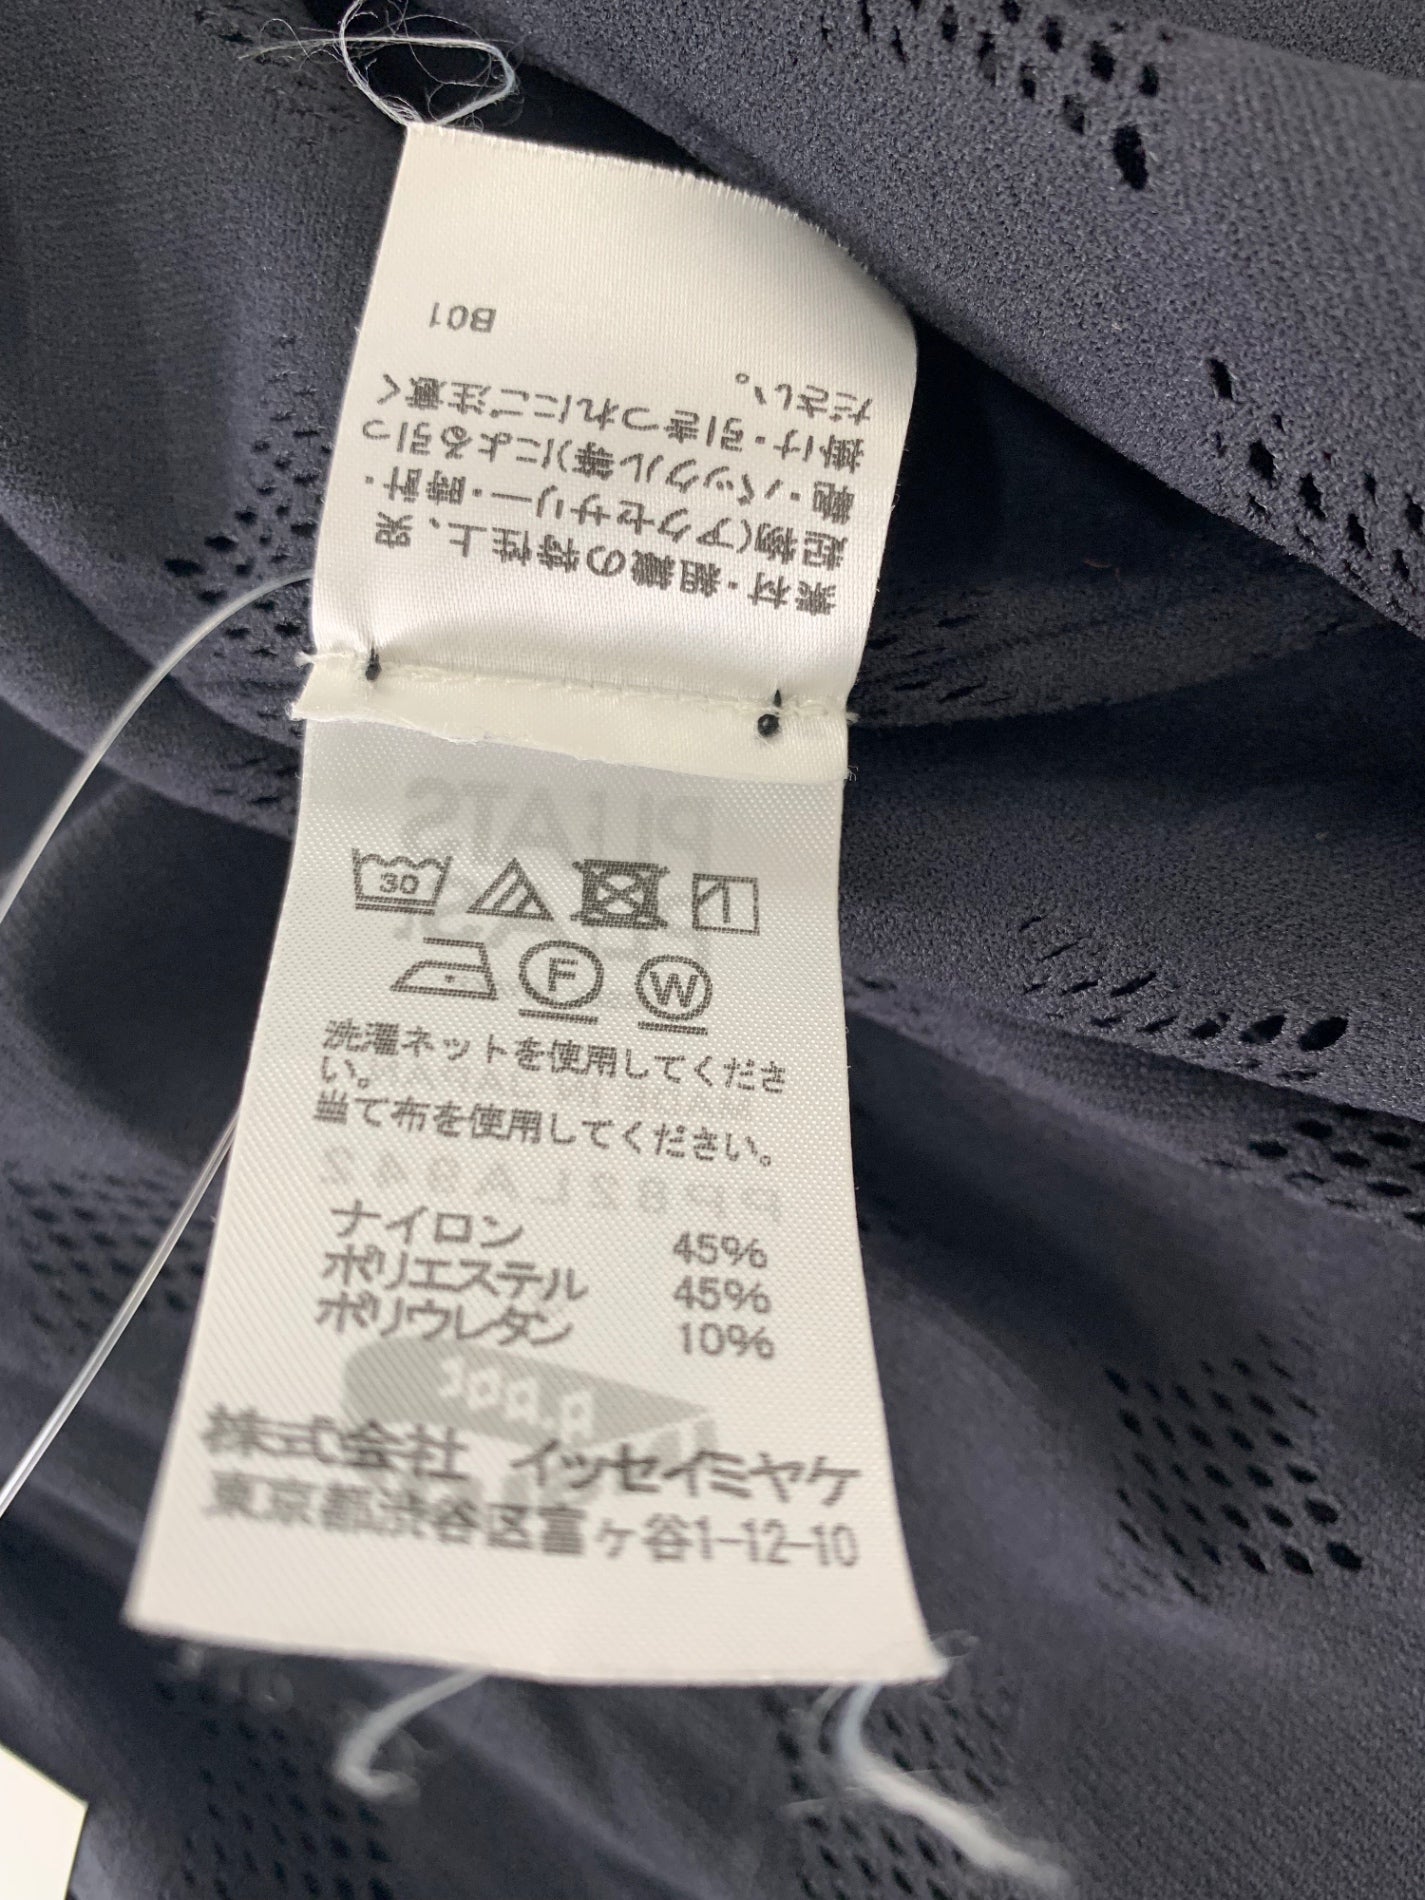 素材・組織の特性上、突
起物(アクセサリー・時計・
鞄・バックル等)による引っ
掛け・引きつれにご注意く
ださい。
B01
30
F W
洗濯ネットを使用してくださ
い。
当て布を使用してください。
ナイロン 45%
ポリエステル 45%
ポリウレタン 10%
株式会社 イッセイミヤケ
東京都渋谷区富ヶ谷1-12-10